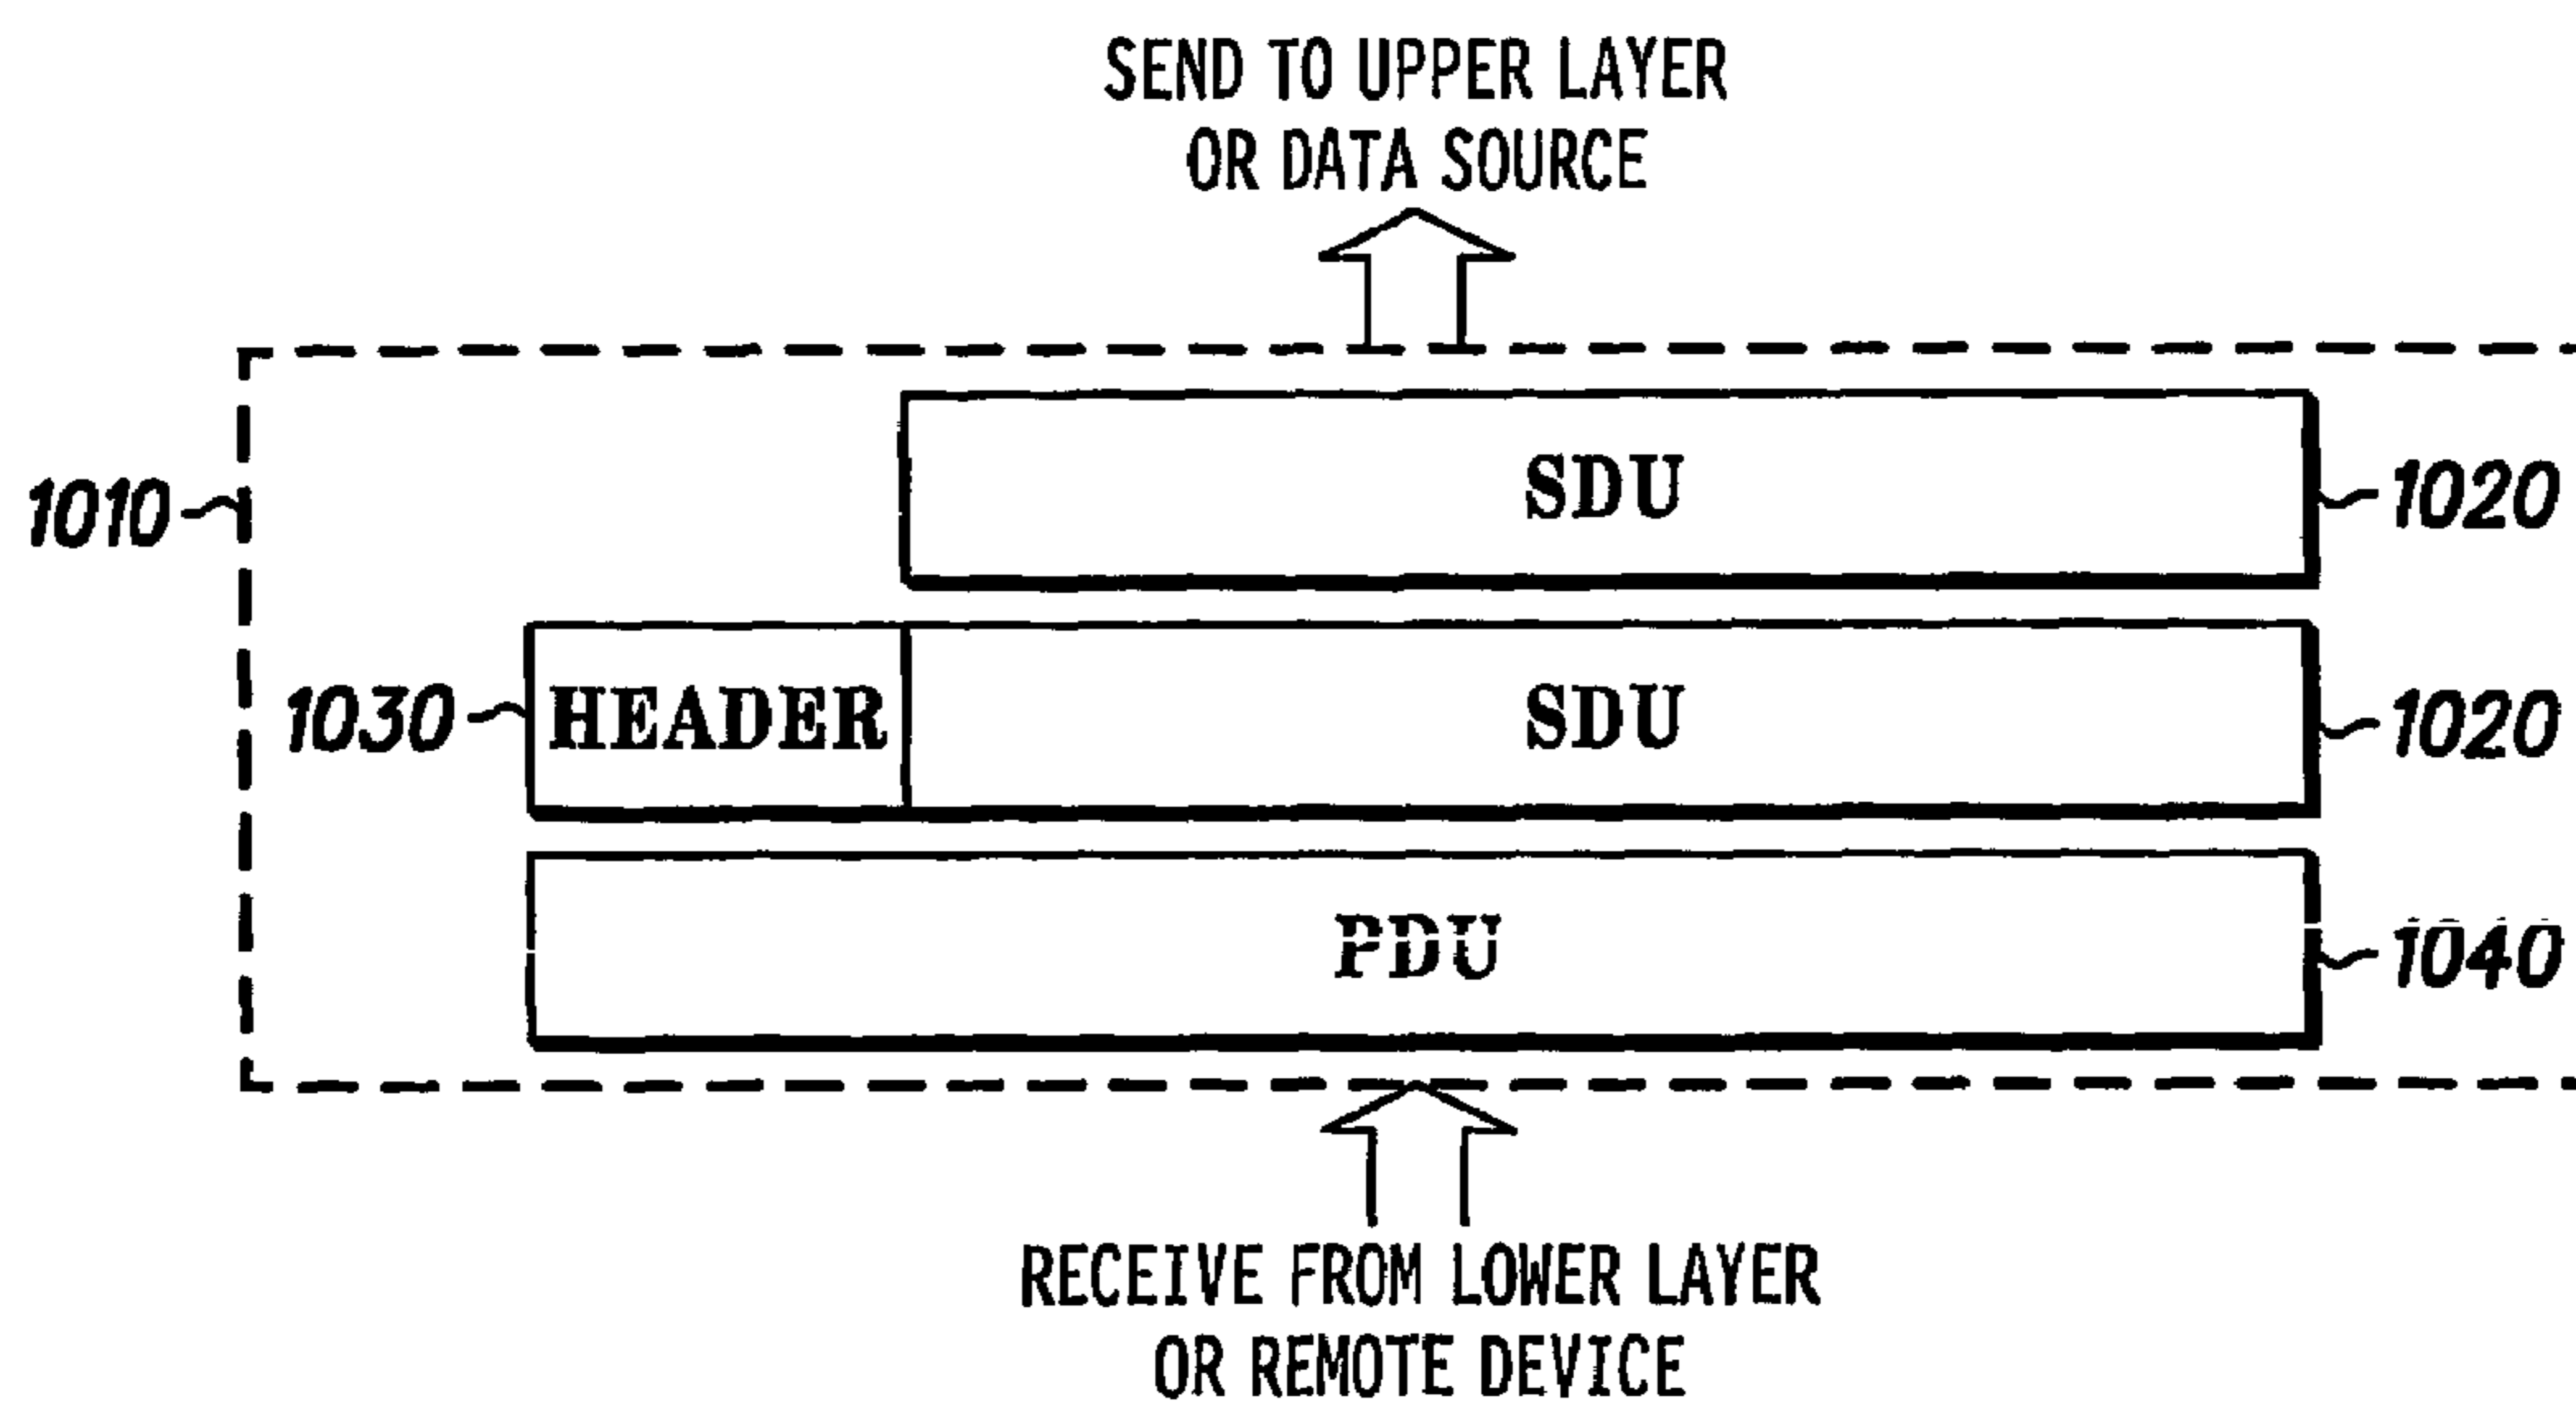 SEND TO UPPER LAYER
OR DATA SOURCE
SDU
1020
1010
1030
HEADER
SDU
1020
PDU
1040
RECEIVE FROM LOWER LAYER
OR REMOTE DEVICE